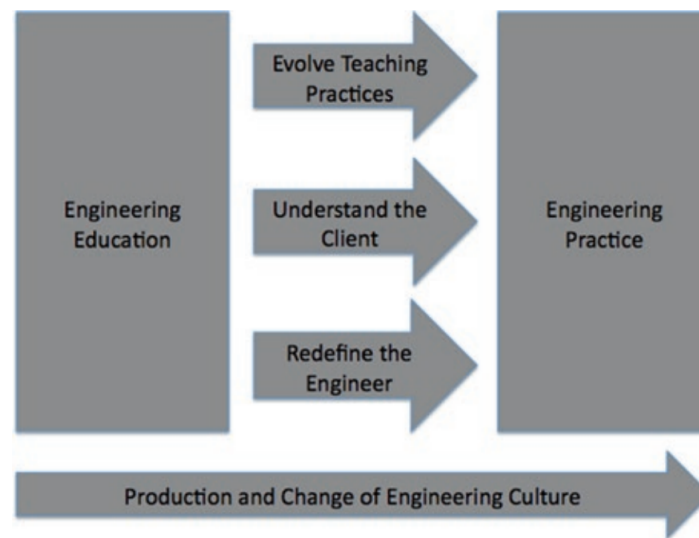 Engineering
Education
Evolve Teaching
Practices
Understand the
Client
Redefine the
Engineer
Engineering
Practice
Production and Change of Engineering Culture